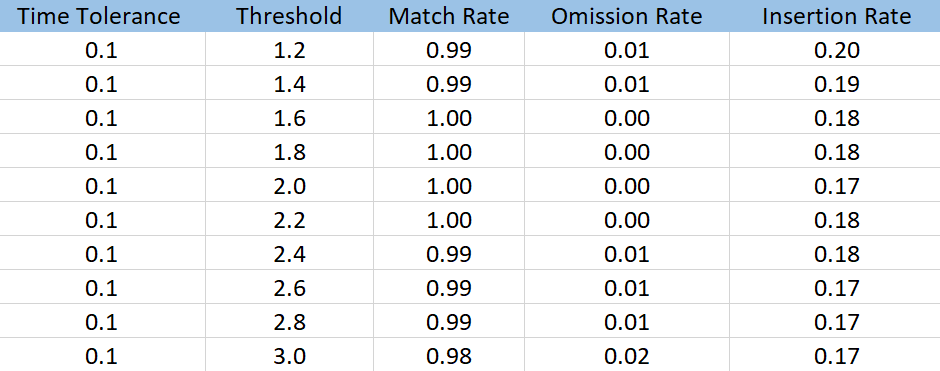 Time Tolerance Threshold Match Rate Omission Rate Insertion Rate
0.1 1.2 0.99 0.01 0.20
0.1 1.4 0.99 0.01 0.19
0.1 1.6 1.00 0.00 0.18
0.1 1.8 1.00 0.00 0.18
0.1 2.0 1.00 0.00 0.17
0.1 2.2 1.00 0.00 0.18
0.1 2.4 0.99 0.01 0.18
0.1 2.6 0.99 0.01 0.17
0.1 2.8 0.99 0.01 0.17
0.1 3.0 0.98 0.02 0.17